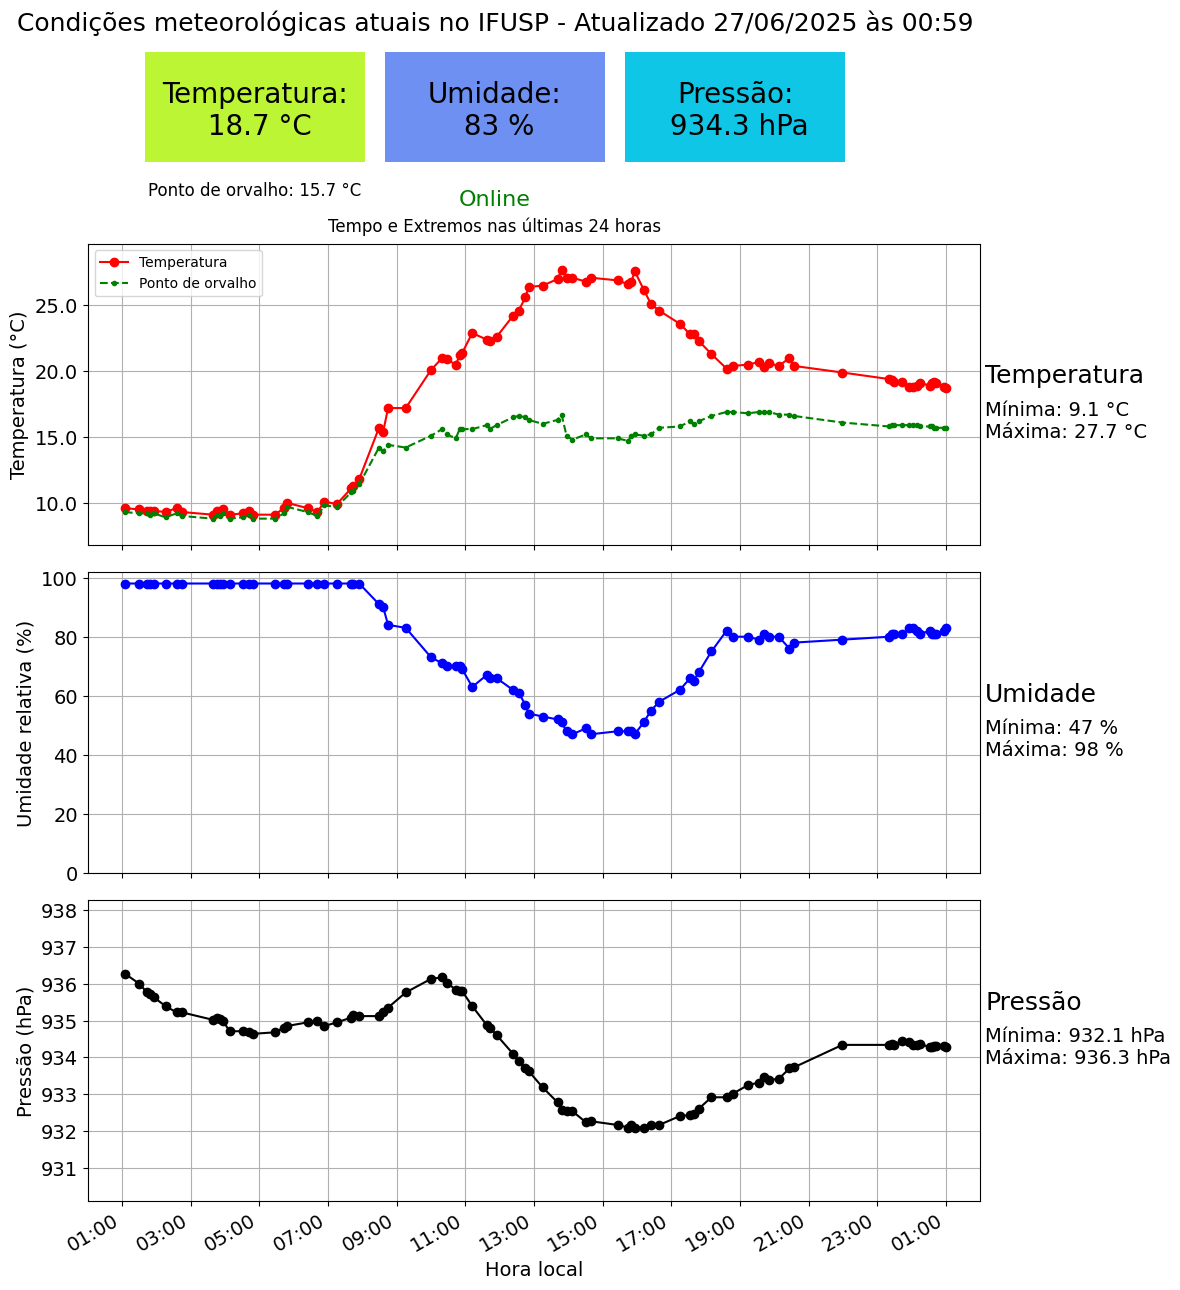 Condições meteorológicas atuais no IFUSP - Atualizado 27/06/2025 às 00:59
Temperatura:
18.7 °C
Umidade:
83 %
Pressão:
934.3 hPa
Ponto de orvalho: 15.7 °C
Online
Tempo e Extremos nas últimas 24 horas
Temperatura
Ponto de orvalho
Temperatura (°C)
25.0
20.0
15.0
10.0
Temperatura
Mínima: 9.1 °C
Máxima: 27.7 °C
Umidade relativa (%)
100
80
60
40
20
0
Umidade
Mínima: 47 %
Máxima: 98 %
Pressão (hPa)
938
937
936
935
934
933
932
931
Pressão
Mínima: 932.1 hPa
Máxima: 936.3 hPa
01:00 03:00 05:00 07:00 09:00 11:00 13:00 15:00 17:00 19:00 21:00 23:00 01:00
Hora local